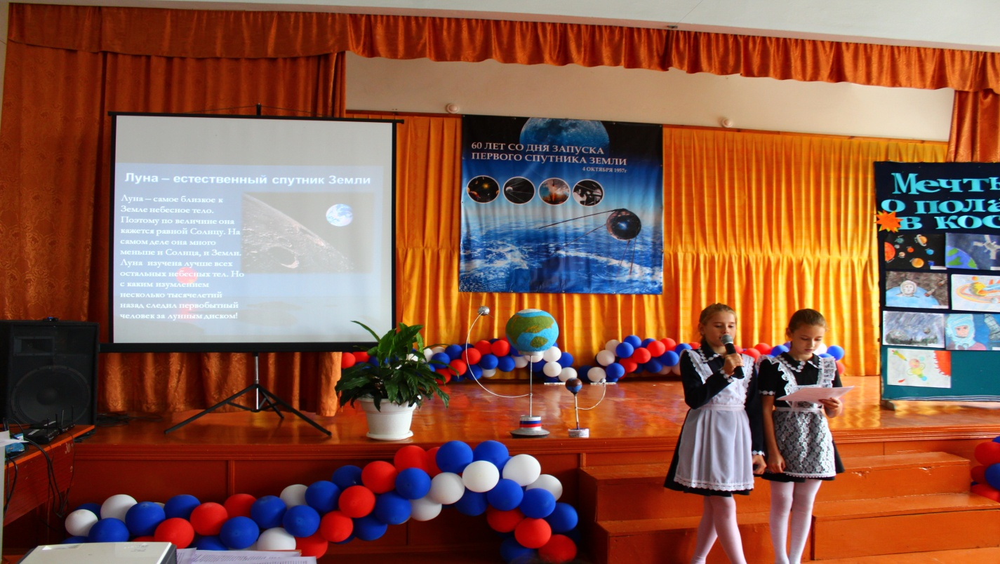 Луна – естественный спутник Земли
Луна – самое близкое к
Земле небесное тело.
Поэтому по величине она
кажется равной Солнцу. На
самом деле она много
меньше и Солнца, и Земли.
Луна изучена лучше всех
остальных небесных тел. Но
с каким изумлением
несколько тысячелетий
назад следил первобытный
человек за лунным диском!
60 ЛЕТ СО ДНЯ ЗАПУСКА
ПЕРВОГО СПУТНИКА ЗЕМЛИ
4 ОКТЯБРЯ 1957г
Мечты
о пола
в кос